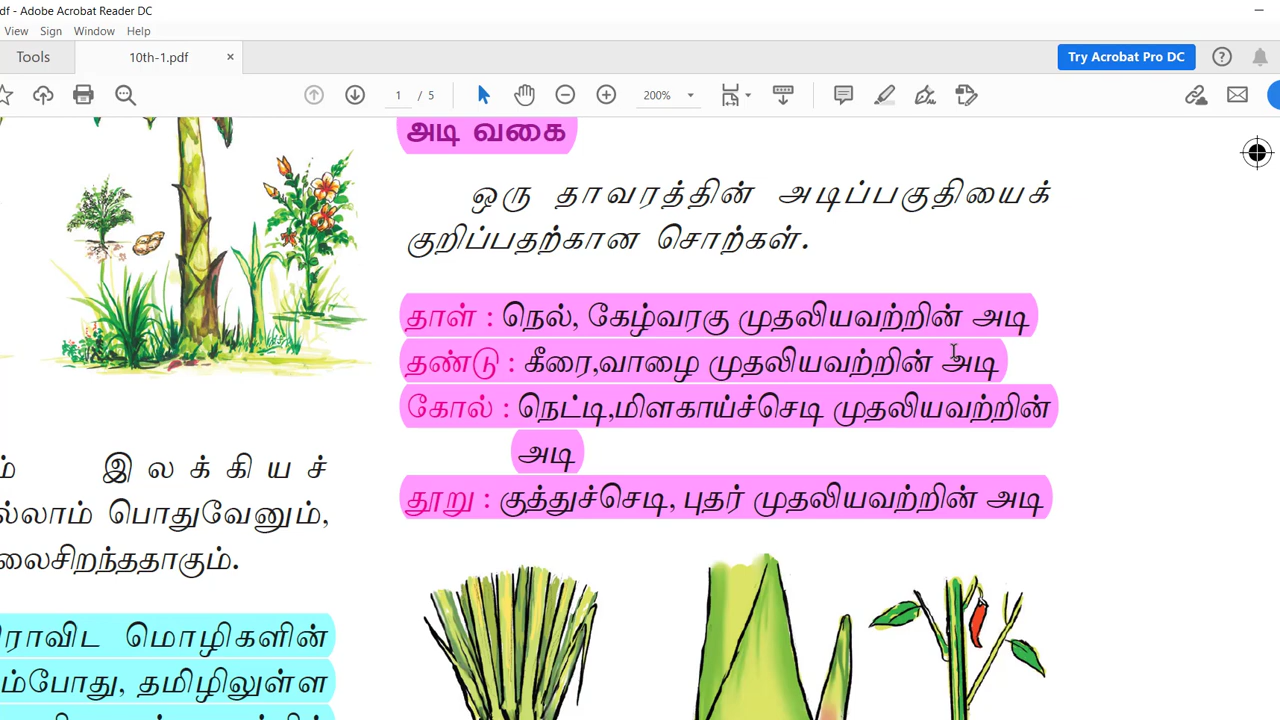 df - Adobe Acrobat Reader DC
View Sign Window Help
Tools 10th-1.pdf × Try Acrobat Pro DC
1 / 5 200%
அடி வகை
ஒரு தாவரத்தின் அடிப்பகுதியைக்
குறிப்பதற்கான சொற்கள்.
தாள் : நெல், கேழ்வரகு முதலியவற்றின் அடி
தண்டு : கீரை,வாழை முதலியவற்றின் அடி
கோல் : நெட்டி,மிளகாய்ச்செடி முதலியவற்றின்
அடி
தூறு : குத்துச்செடி, புதர் முதலியவற்றின் அடி
ம் இ ல க் கி ய ச்
ல்லாம் பொதுவேனும்,
லைசிறந்ததாகும்.
ிராவிட மொழிகளின்
ம்போது, தமிழிலுள்ள